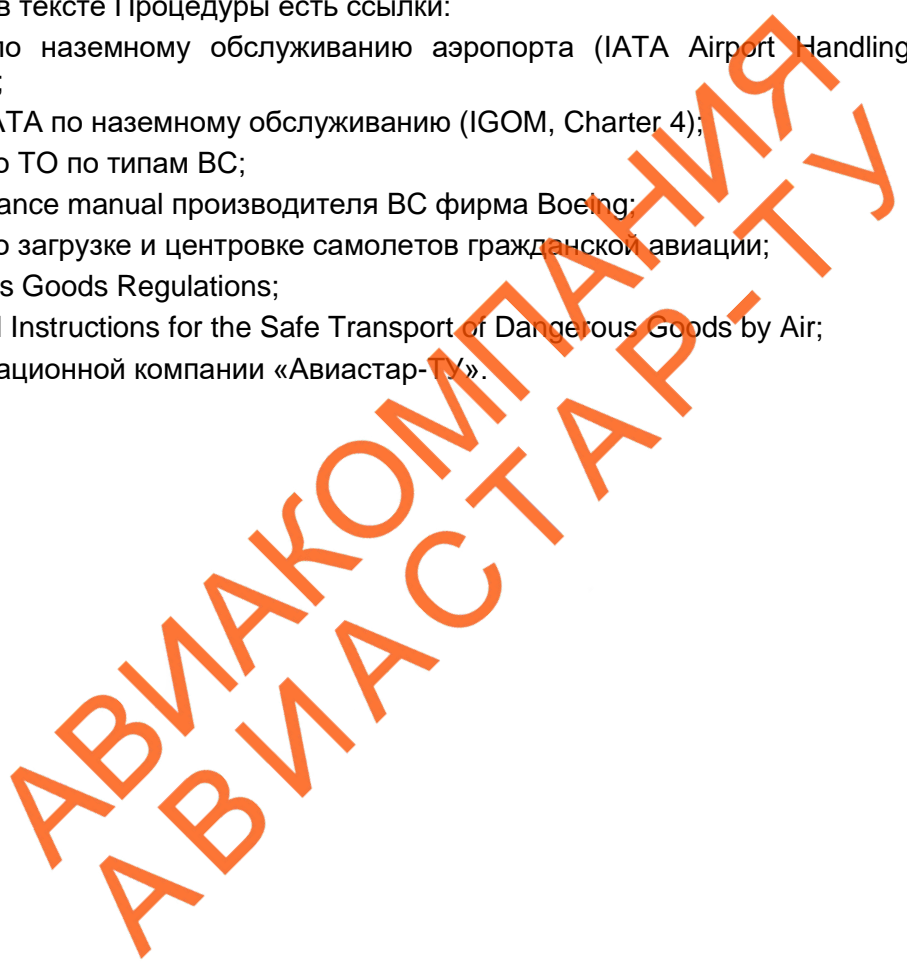 в тексте Процедуры есть ссылки:
по наземному обслуживанию аэропорта (IATA Airport Handling
;
АТА по наземному обслуживанию (IGOM, Charter 4);
о ТО по типам ВС;
ance manual производителя ВС фирма Boeing;
о загрузке и центровке самолетов гражданской авиации;
s Goods Regulations;
l Instructions for the Safe Transport of Dangerous Goods by Air;
ационной компании «Авиастар-ТУ».
АВИАКОМПАНИЯ
АВИАСТАР-ТУ